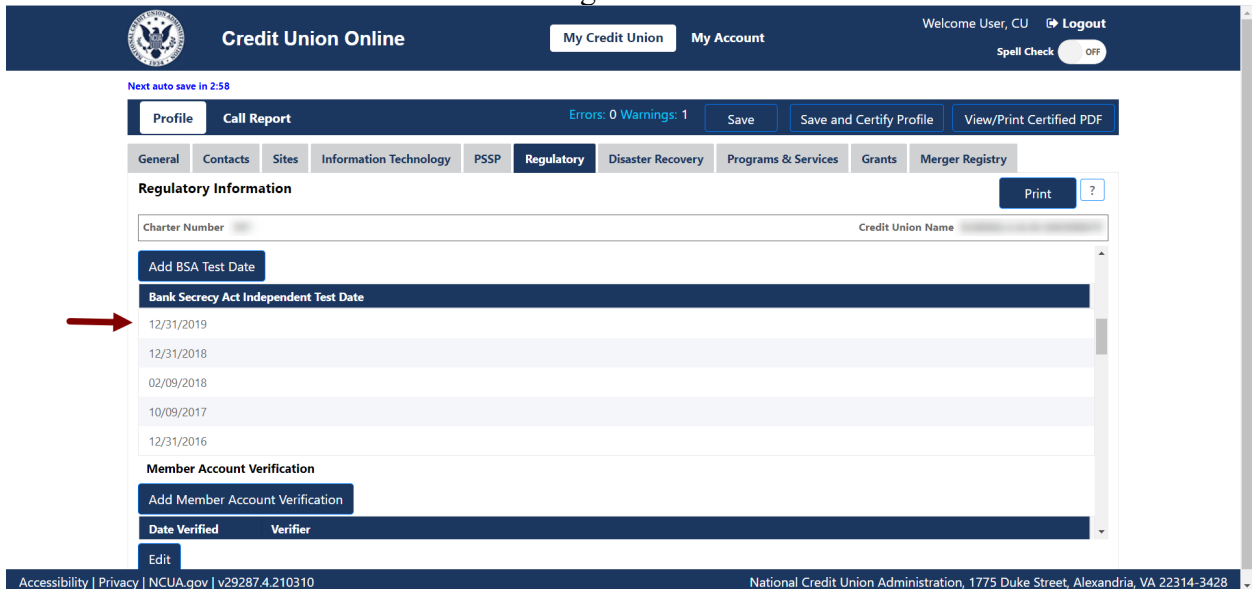 Credit Union Online
My Credit Union
My Account
Welcome User, CU Logout
Spell Check OFF
Next auto save in 2:58
Profile
Call Report
Errors: 0 Warnings: 1
Save
Save and Certify Profile
View/Print Certified PDF
General
Contacts
Sites
Information Technology
PSSP
Regulatory
Disaster Recovery
Programs & Services
Grants
Merger Registry
Regulatory Information
Print
?
Charter Number
Credit Union Name
Add BSA Test Date
Bank Secrecy Act Independent Test Date
12/31/2019
12/31/2018
02/09/2018
10/09/2017
12/31/2016
Member Account Verification
Add Member Account Verification
Date Verified Verifier
Edit
Accessibility | Privacy | NCUA.gov | v29287.4.210310
National Credit Union Administration, 1775 Duke Street, Alexandria, VA 22314-3428